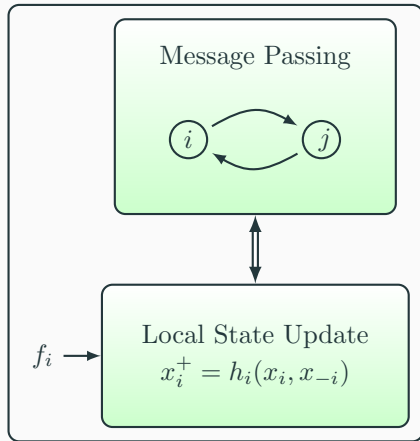 Message Passing
i j
Local State Update
f_i
x_i^+ = h_i(x_i, x_{-i})